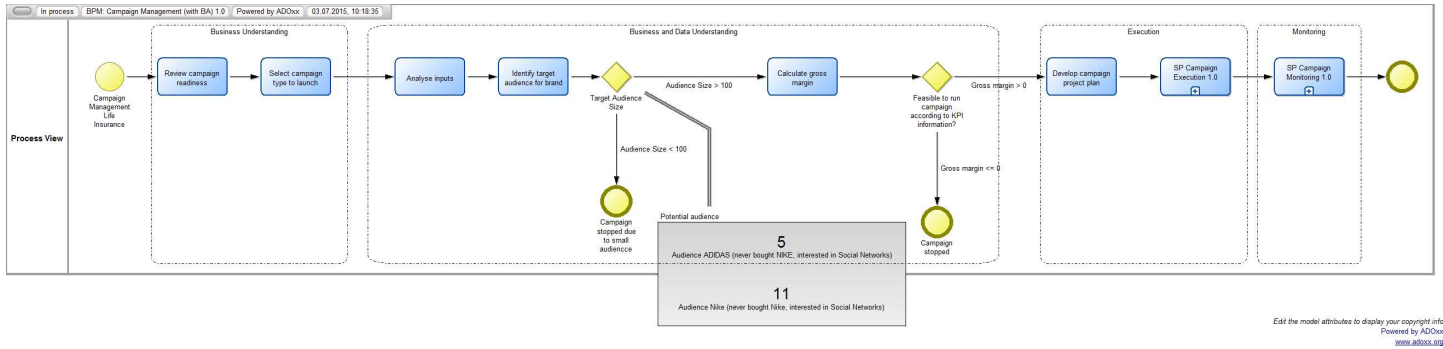 In process BPM: Campaign Management (with BA) 1.0 Powered by ADOxx 03.07.2015, 10:18:35
Process View
Business Understanding
Business and Data Understanding
Execution
Monitoring
Campaign
Management
Life
Insurance
Review campaign
readiness
Select campaign
type to launch
Analyse inputs
Identify target
audience for brand
Target Audience
Size
Audience Size > 100
Audience Size < 100
Campaign
stopped due
to small
audiencce
Calculate gross
margin
Feasible to run
campaign
according to KPI
information?
Gross margin > 0
Gross margin <= 0
Campaign
stopped
Develop campaign
project plan
SP Campaign
Execution 1.0
SP Campaign
Monitoring 1.0
Potential audience
5
Audience ADIDAS (never bought NIKE, interested in Social Networks)
11
Audience Nike (never bought Nike, interested in Social Networks)
Edit the model attributes to display your copyright info
Powered by ADOxx
www.adoxx.org